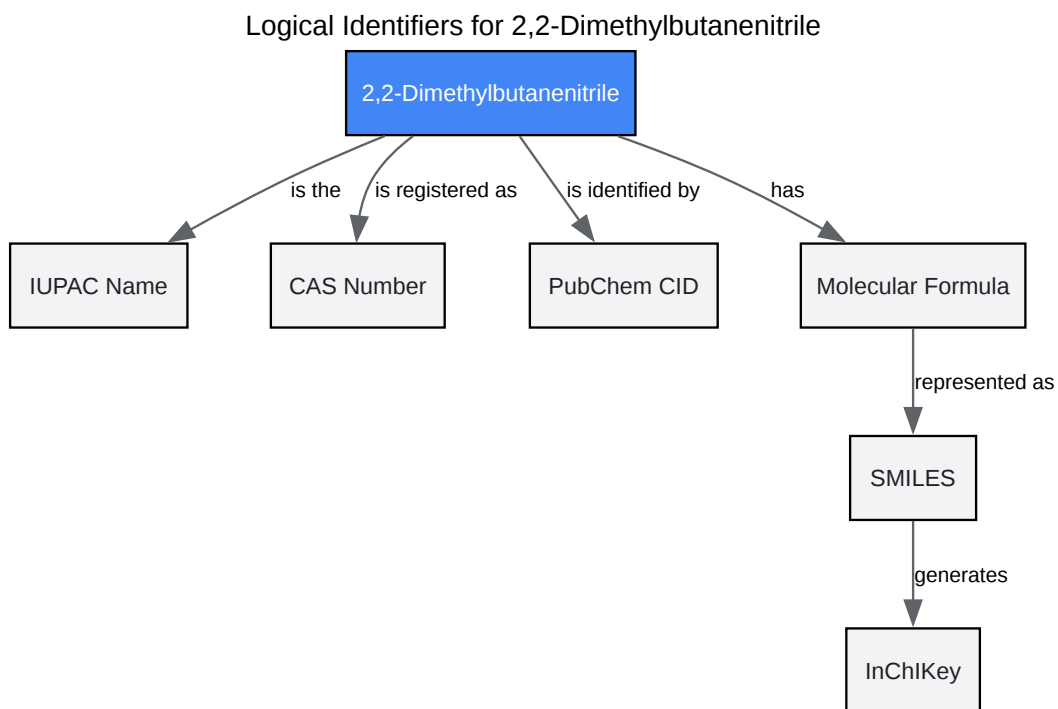 Logical Identifiers for 2,2-Dimethylbutanenitrile
2,2-Dimethylbutanenitrile
is the
is registered as
is identified by
has
IUPAC Name
CAS Number
PubChem CID
Molecular Formula
represented as
SMILES
generates
InChIKey